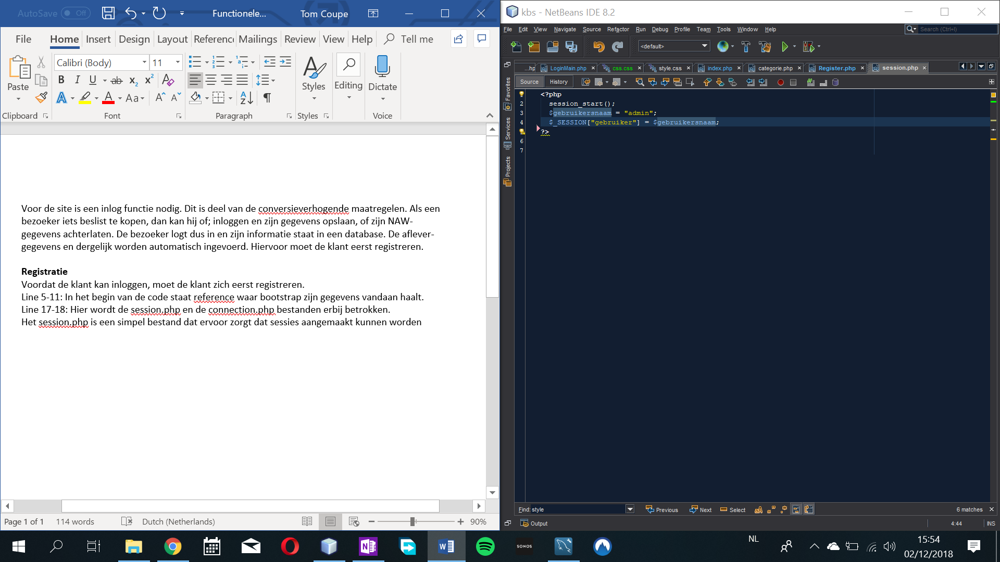 AutoSave Off Functionele... Tom Coupe
File Home Insert Design Layout Referenc Mailings Review View Help Tell me
Calibri (Body) 11
Paste B I U ab x2 x2 A
A A Aa A A
Styles Editing Dictate
Clipboard Font Paragraph Styles Voice
Voor de site is een inlog functie nodig. Dit is deel van de conversieverhogende maatregelen. Als een
bezoeker iets beslist te kopen, dan kan hij of; inloggen en zijn gegevens opslaan, of zijn NAW-
gegevens achterlaten. De bezoeker logt dus in en zijn informatie staat in een database. De aflever-
gegevens en dergelijk worden automatisch ingevoerd. Hiervoor moet de klant eerst registreren.
Registratie
Voordat de klant kan inloggen, moet de klant zich eerst registreren.
Line 5-11: In het begin van de code staat reference waar bootstrap zijn gegevens vandaan haalt.
Line 17-18: Hier wordt de session.php en de connection.php bestanden erbij betrokken.
Het session.php is een simpel bestand dat ervoor zorgt dat sessies aangemaakt kunnen worden
Page 1 of 1 114 words Dutch (Netherlands) 90%
kbs - NetBeans IDE 8.2
File Edit View Navigate Source Refactor Run Debug Profile Team Tools Window Help Search (Ctrl+I)
<default>
...hp LoginMain.php css.css style.css index.php categorie.php Register.php session.php
Source History
Favorites
Services
Projects
<?php
2 session_start();
3 $gebruikersnaam = "admin";
4 $_SESSION["gebruiker"] = $gebruikersnaam;
?>
6
7
Find: style Previous Next Select 6 matches
Output 4:44 INS
SONOS
NL
15:54
02/12/2018